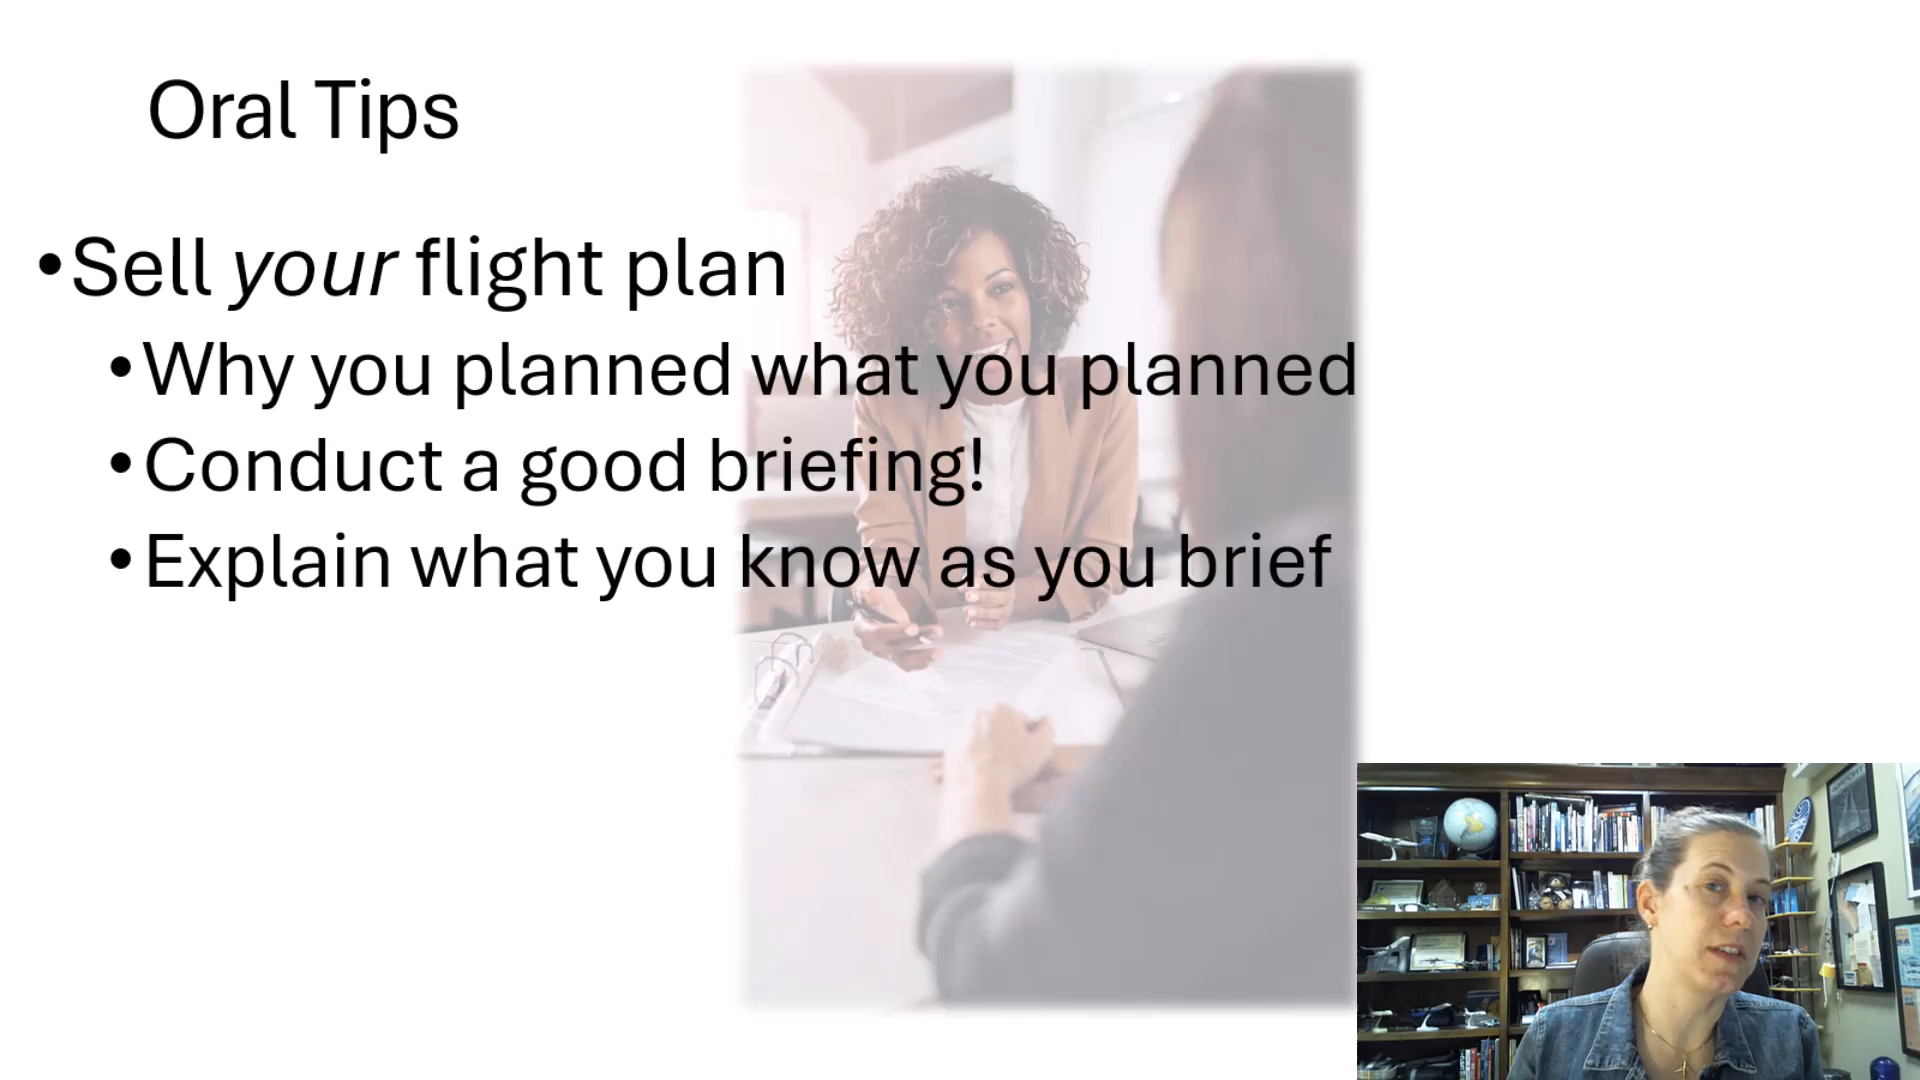 Oral Tips
•Sell your flight plan
•Why you planned what you planned
•Conduct a good briefing!
•Explain what you know as you brief